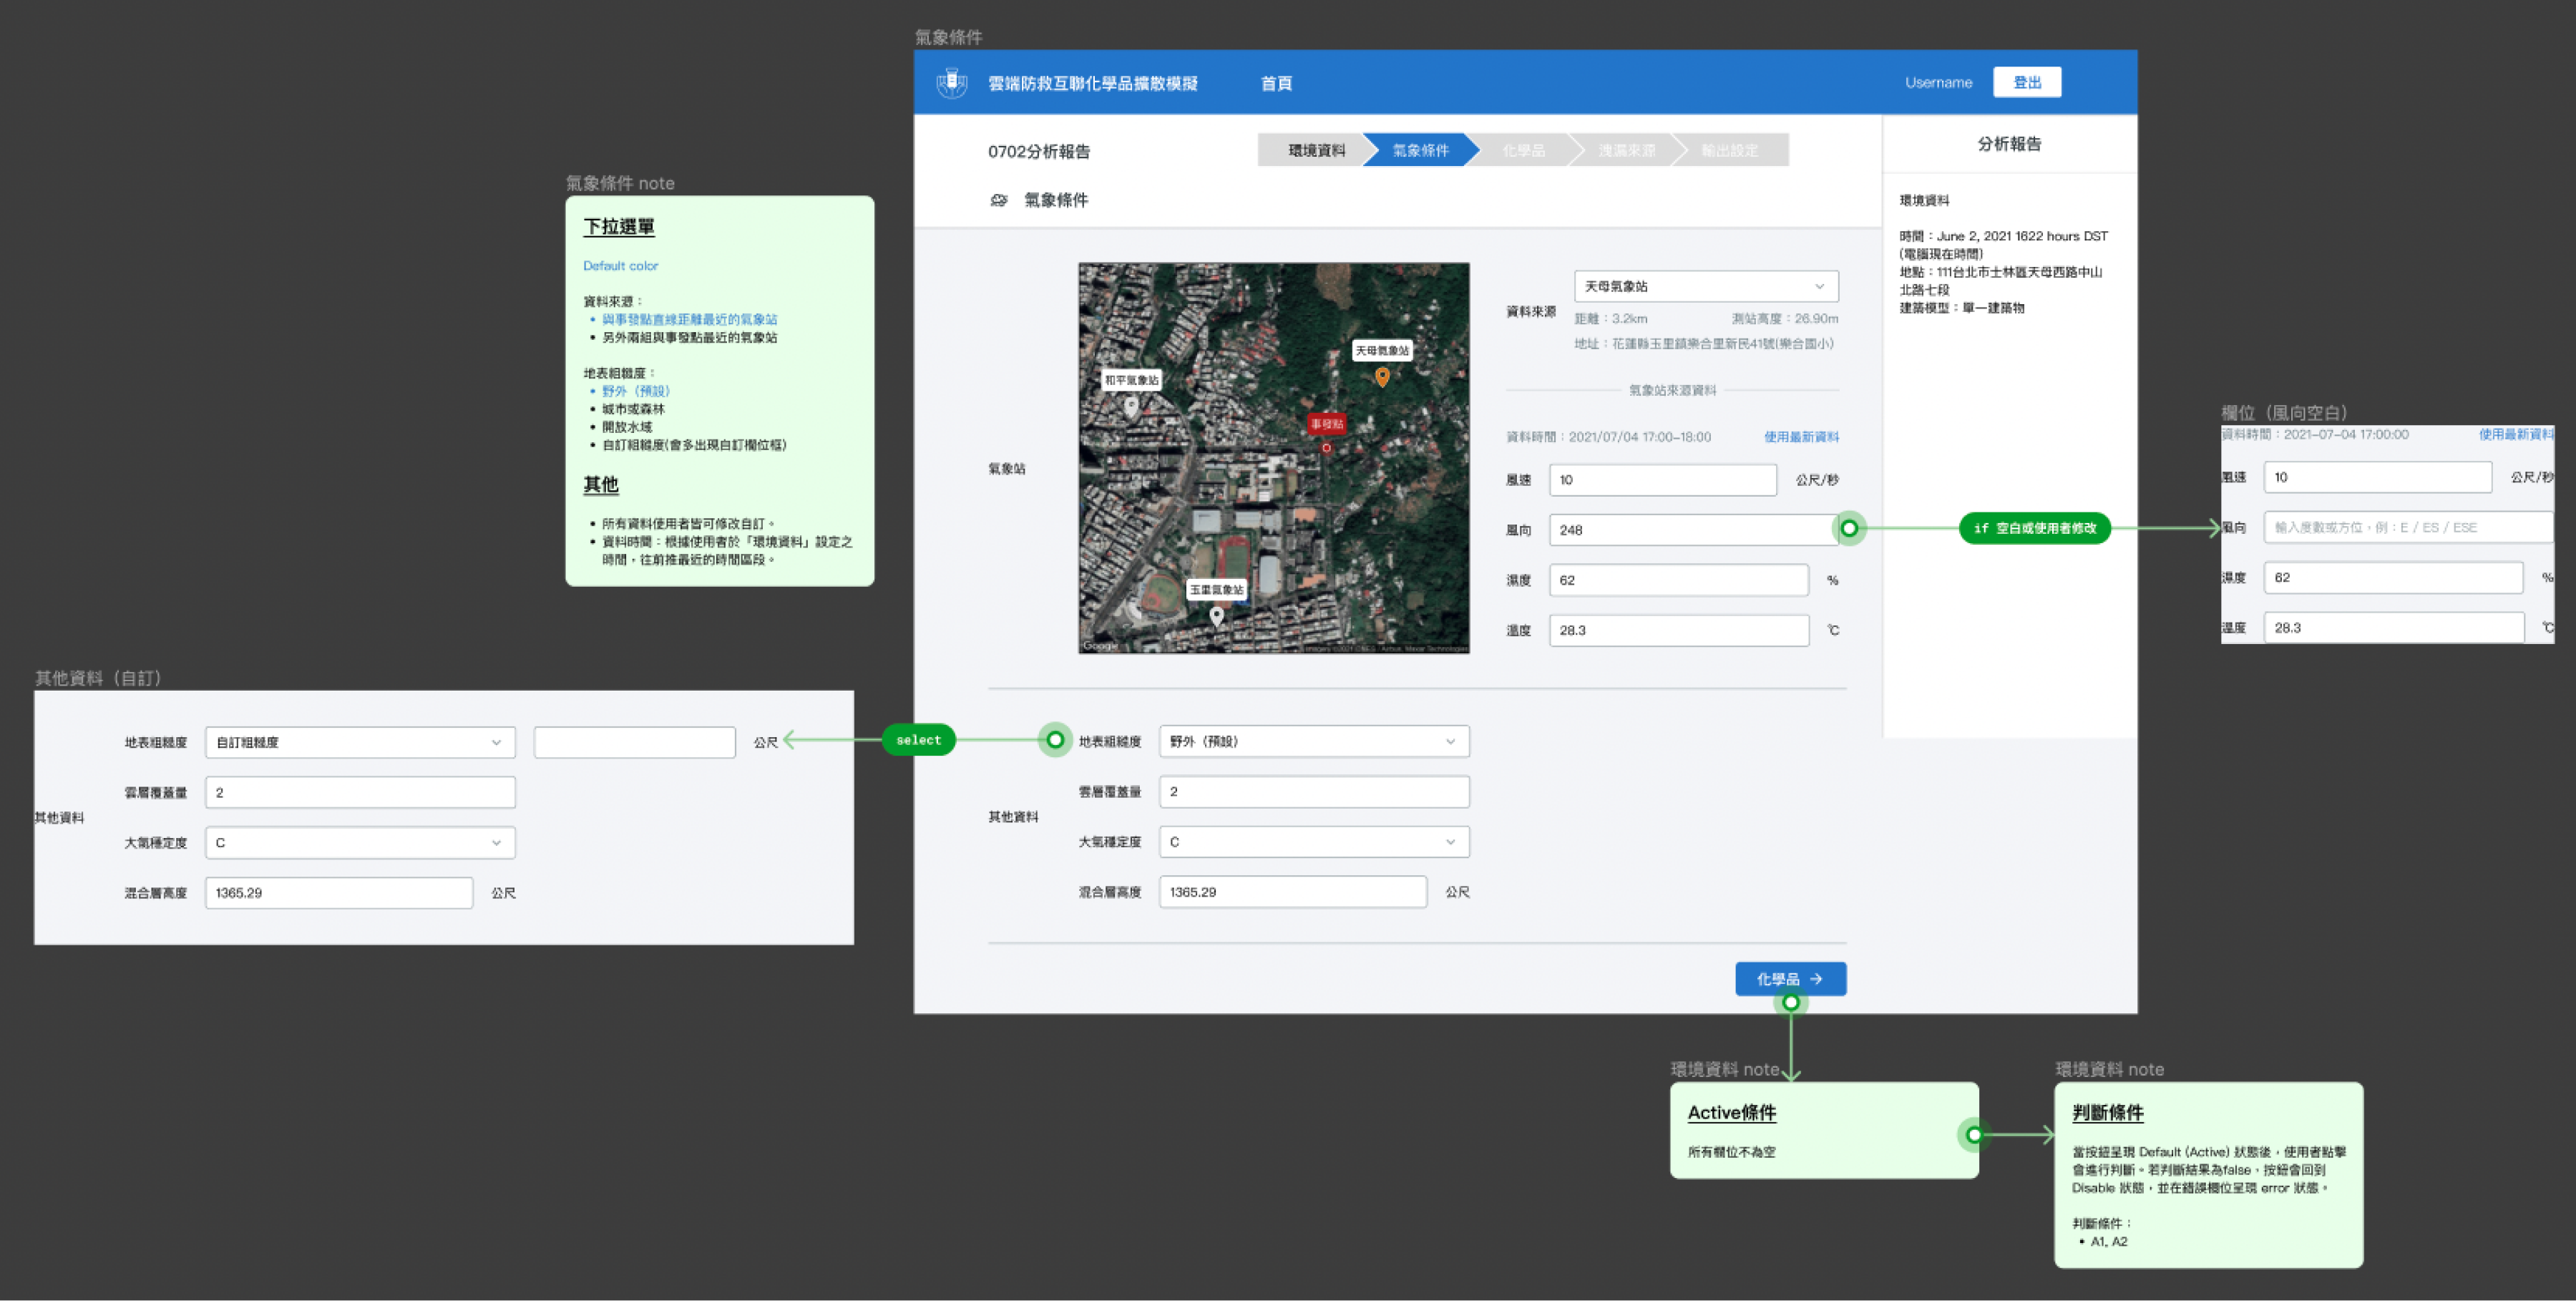 氣象條件
雲端防救互聯化學品擴散模擬
首頁
Username
登出
0702分析報告
環境資料
氣象條件
化學品
洩漏來源
輸出設定
氣象條件
分析報告
環境資料
時間：June 2, 2021 1622 hours DST
(電腦現在時間)
地點：111台北市士林區天母西路中山
北路七段
建築模型：單一建築物
氣象條件 note
下拉選單
Default color
資料來源：
• 與事發點直線距離最近的氣象站
• 另外兩組與事發點最近的氣象站
地表粗糙度：
• 野外（預設）
• 城市或森林
• 開放水域
• 自訂粗糙度(會多出現自訂欄位框)
其他
• 所有資料使用者皆可修改自訂。
• 資料時間：根據使用者於「環境資料」設定之
時間，往前推最近的時間區段。
氣象站
天母氣象站
和平氣象站
事發點
玉里氣象站
Google
資料來源
天母氣象站
距離：3.2km
測站高度：26.90m
地址：花蓮縣玉里鎮樂合里新民41號(樂合國小)
氣象站來源資料
資料時間：2021/07/04 17:00-18:00
使用最新資料
風速
10
公尺/秒
風向
248
濕度
62
%
溫度
28.3
℃
if 空白或使用者修改
欄位（風向空白）
資料時間：2021-07-04 17:00:00
使用最新資料
風速
10
公尺/秒
風向
輸入度數或方位，例：E / ES / ESE
濕度
62
%
溫度
28.3
℃
其他資料（自訂）
其他資料
地表粗糙度
自訂粗糙度
公尺
雲層覆蓋量
2
大氣穩定度
C
混合層高度
1365.29
公尺
select
其他資料
地表粗糙度
野外（預設）
雲層覆蓋量
2
大氣穩定度
C
混合層高度
1365.29
公尺
化學品 →
環境資料 note
Active條件
所有欄位不為空
環境資料 note
判斷條件
當按鈕呈現 Default (Active) 狀態後，使用者點擊
會進行判斷。若判斷結果為false，按鈕會回到
Disable 狀態，並在錯誤欄位呈現 error 狀態。
判斷條件：
• A1, A2